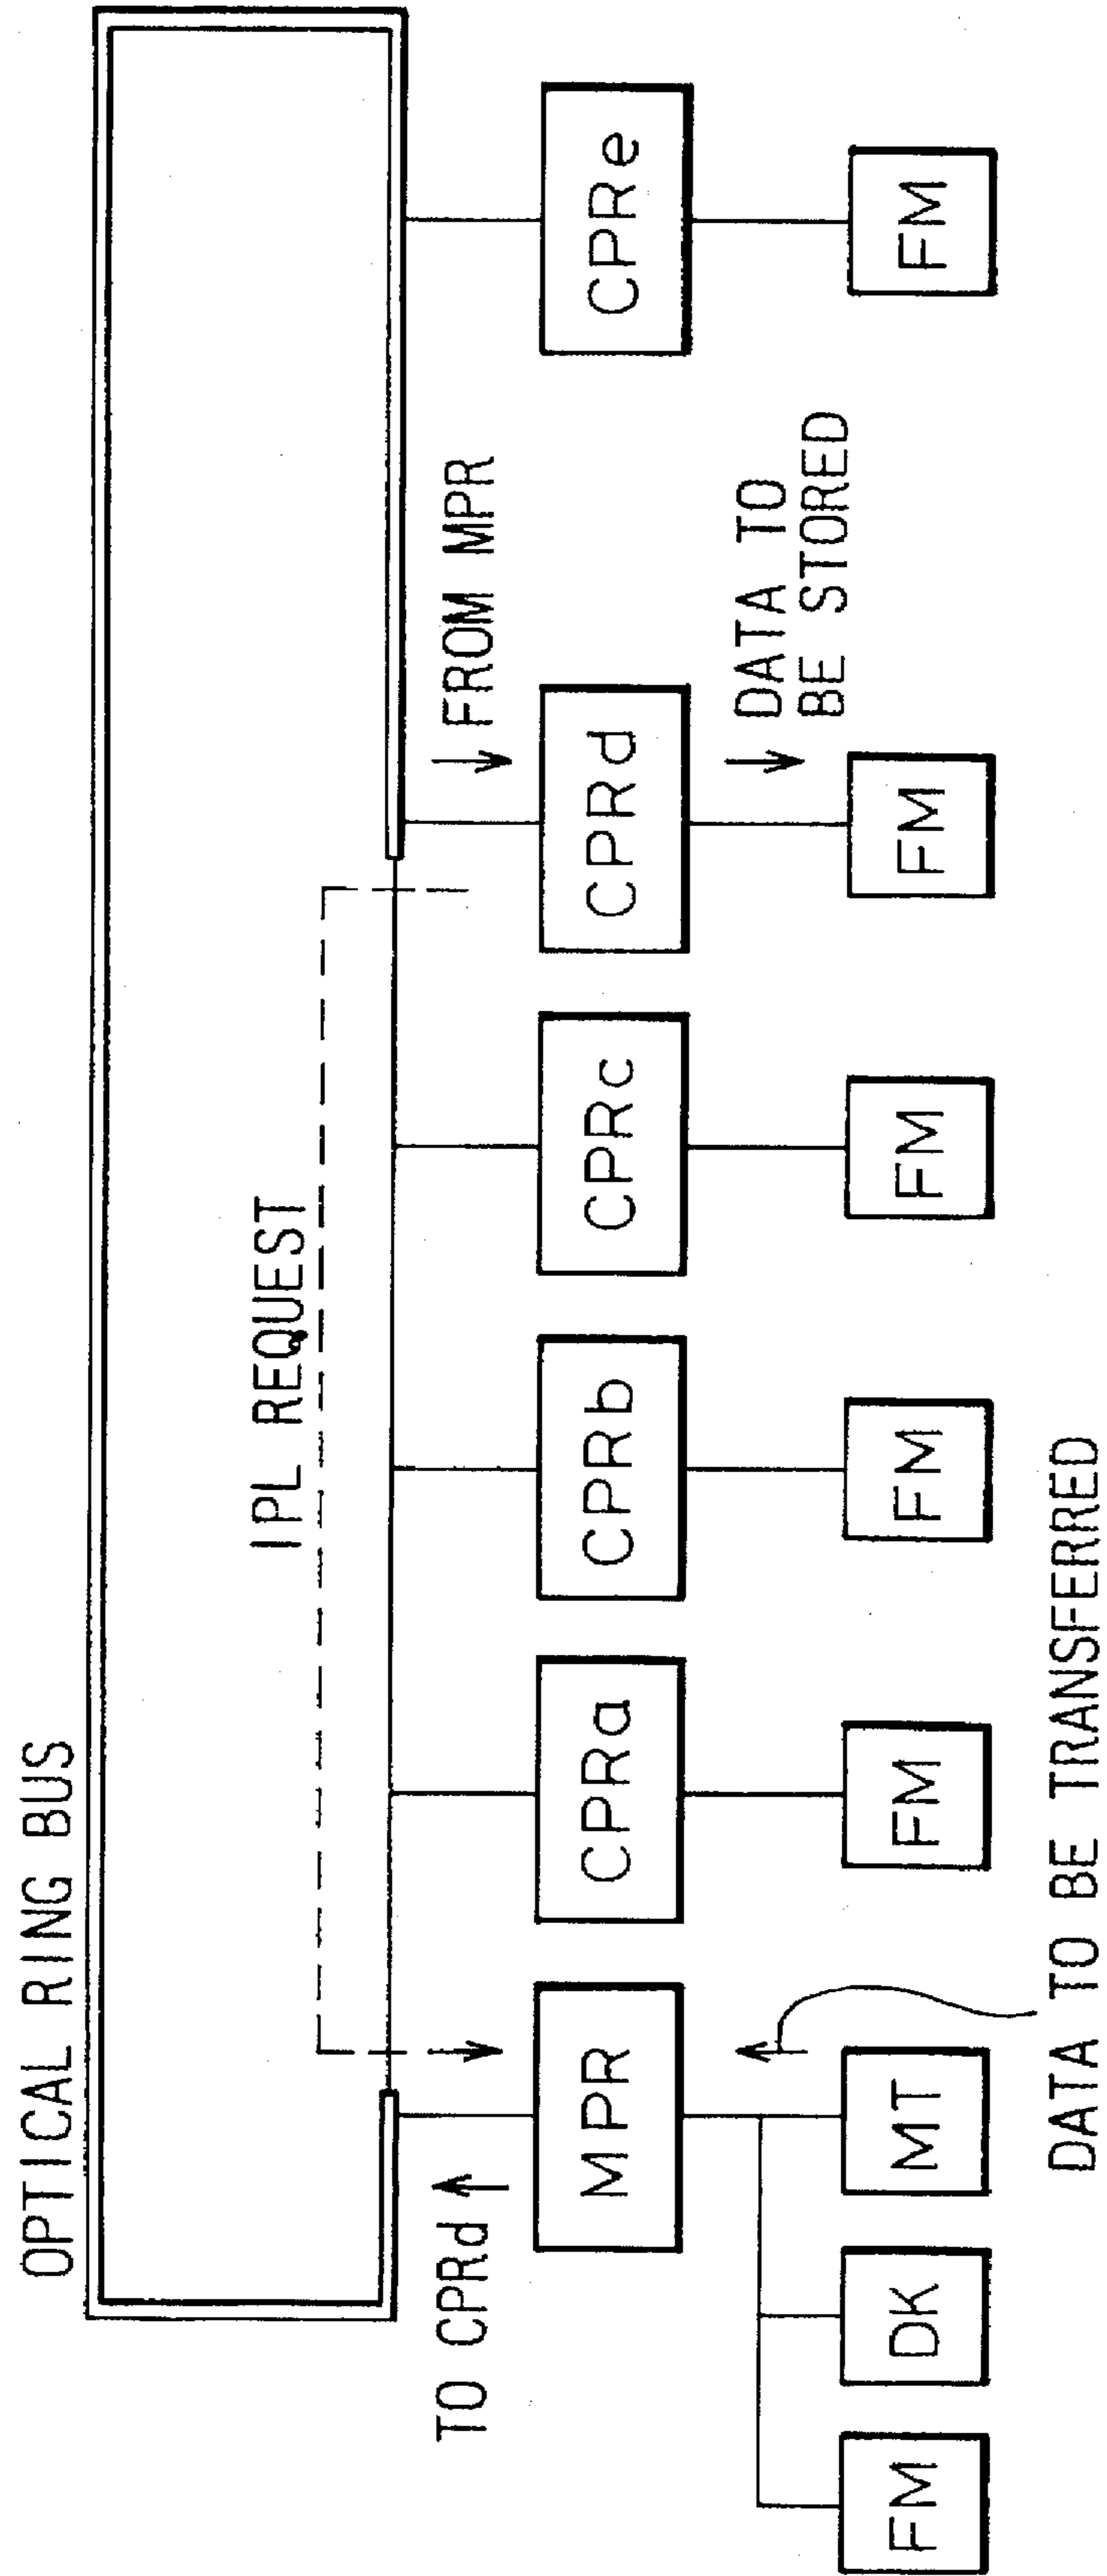 OPTICAL RING BUS
IPL REQUEST
TO CPRd
FROM MPR
MPR
CPRa
CPRb
CPRc
CPRd
CPRe
DATA TO
BE STORED
FM
DK
MT
FM
FM
FM
FM
FM
DATA TO BE TRANSFERRED